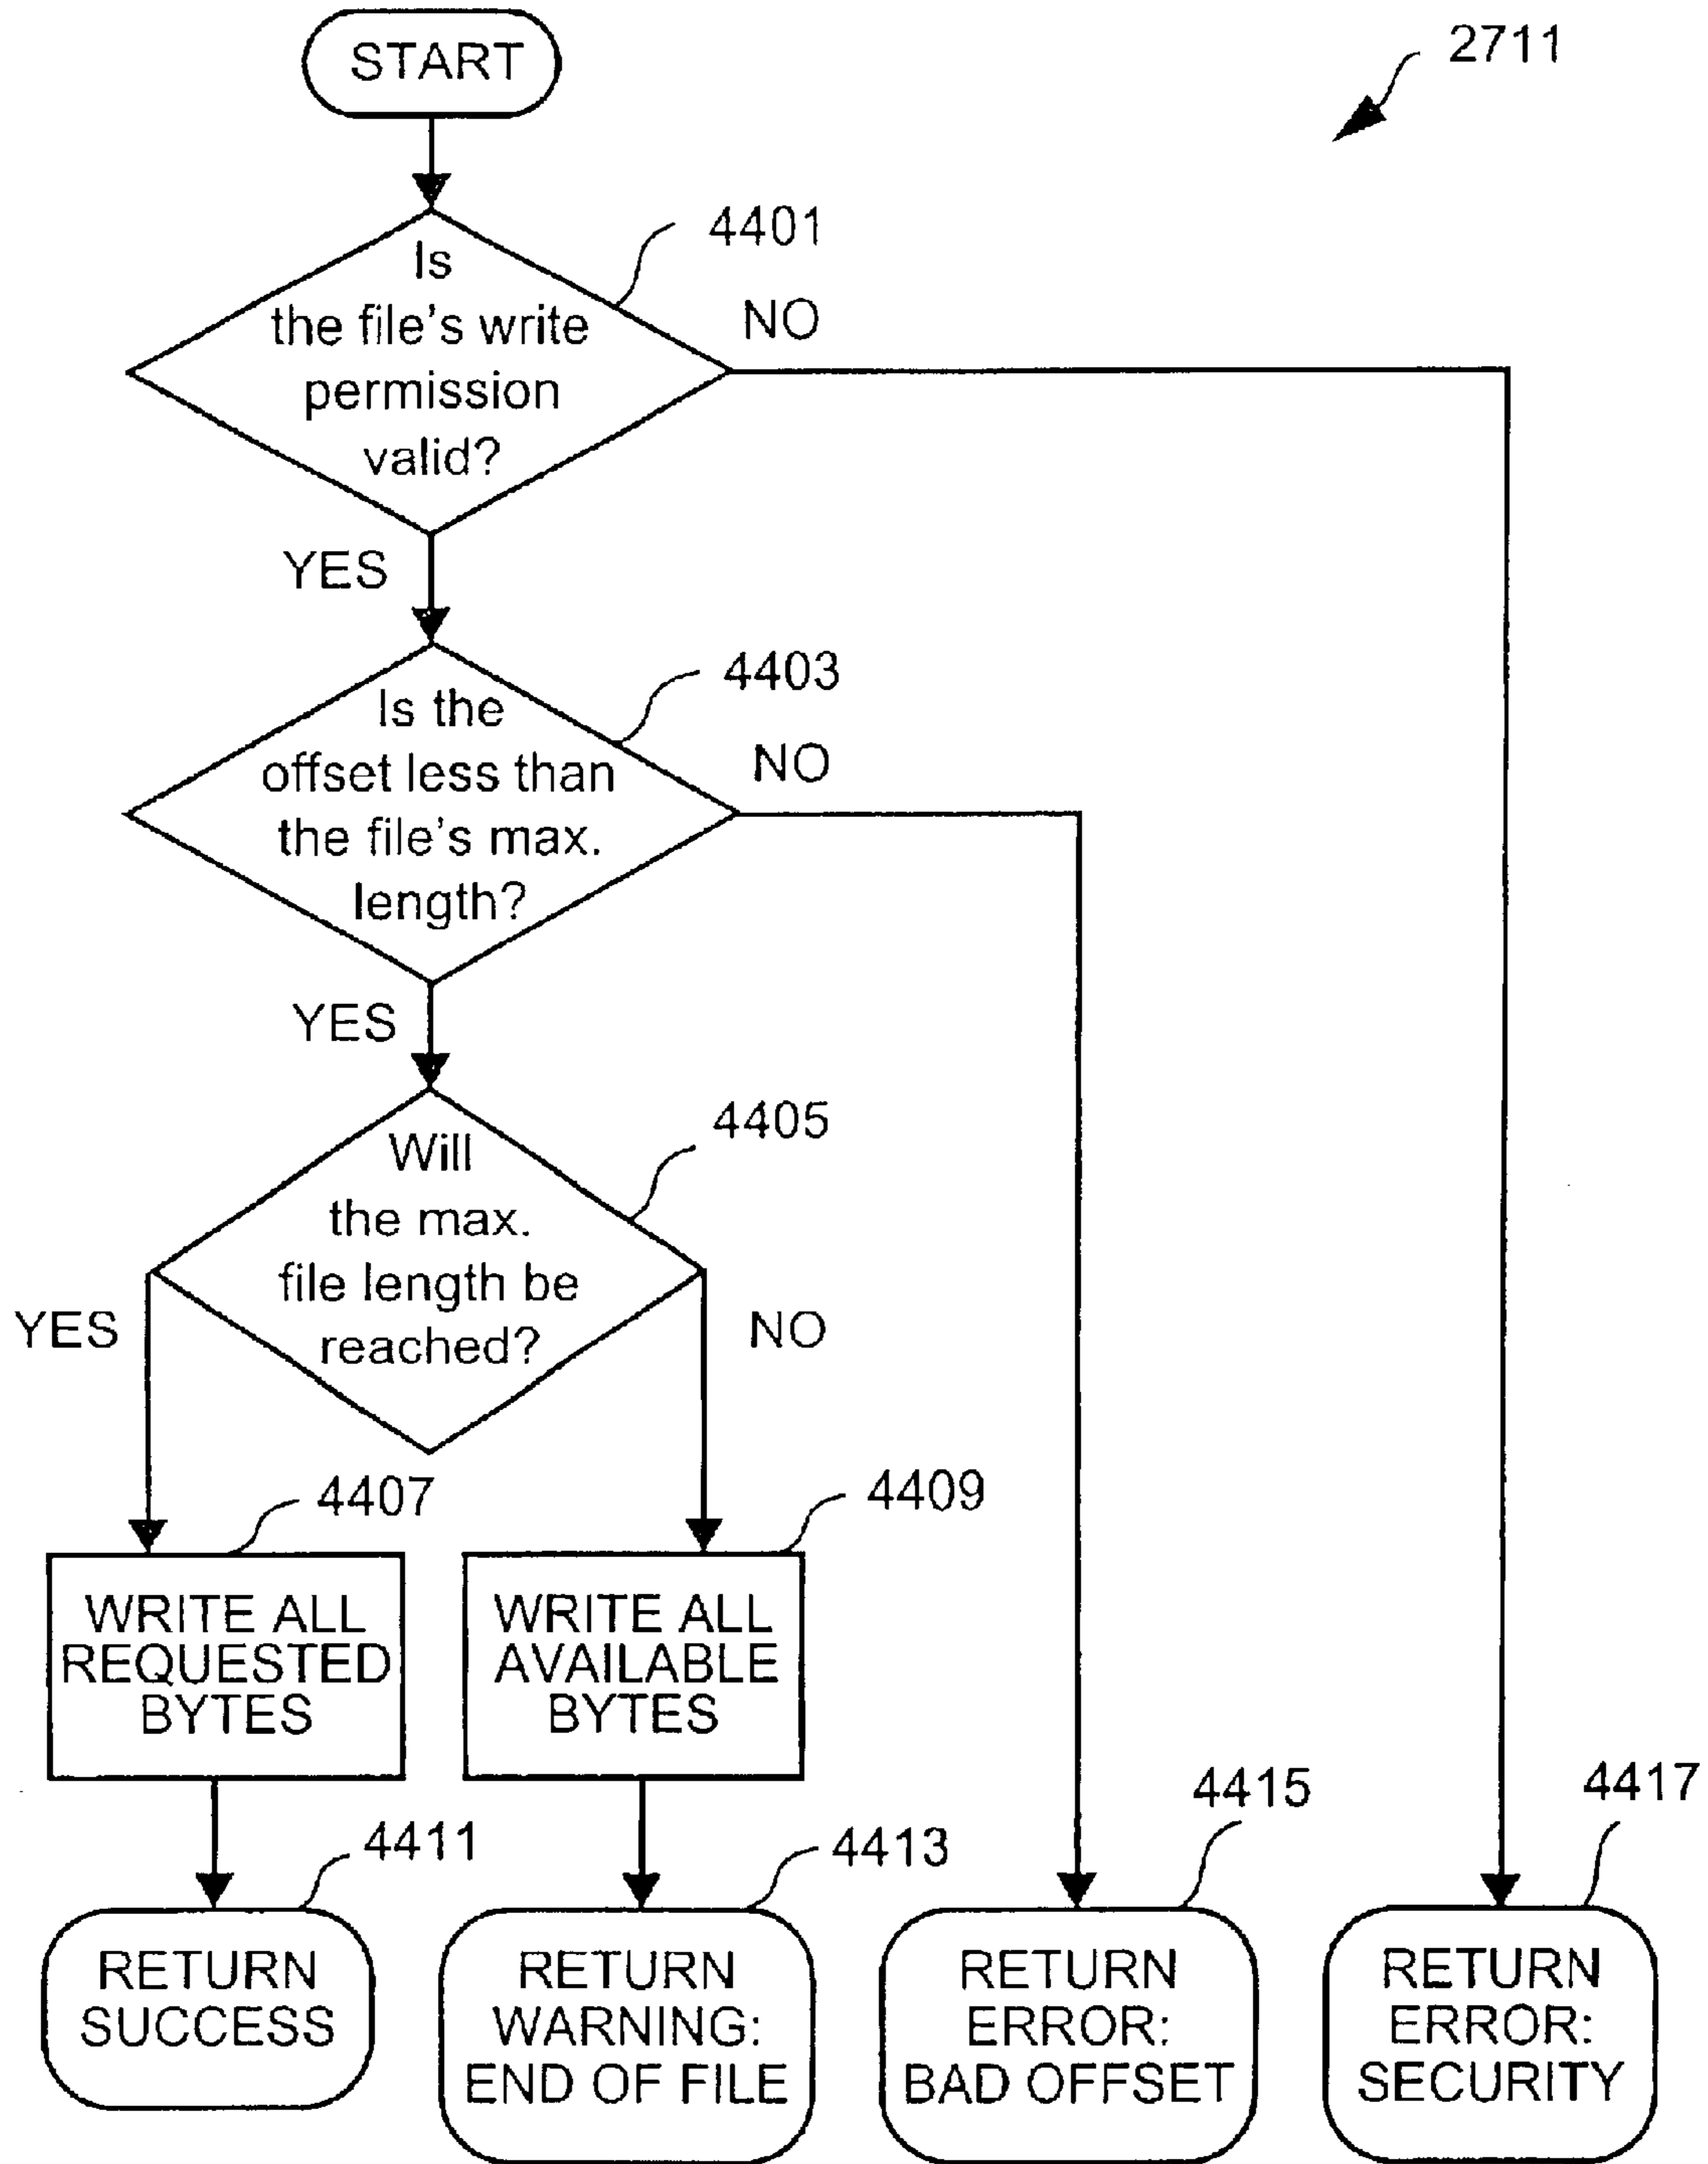 START
2711
4401
Is
the file's write
permission
valid?
NO
YES
4403
Is the
offset less than
the file's max.
length?
NO
YES
4405
Will
the max.
file length be
reached?
YES
NO
4407
4409
WRITE ALL
REQUESTED
BYTES
WRITE ALL
AVAILABLE
BYTES
4411
4413
4415
4417
RETURN
SUCCESS
RETURN
WARNING:
END OF FILE
RETURN
ERROR:
BAD OFFSET
RETURN
ERROR:
SECURITY